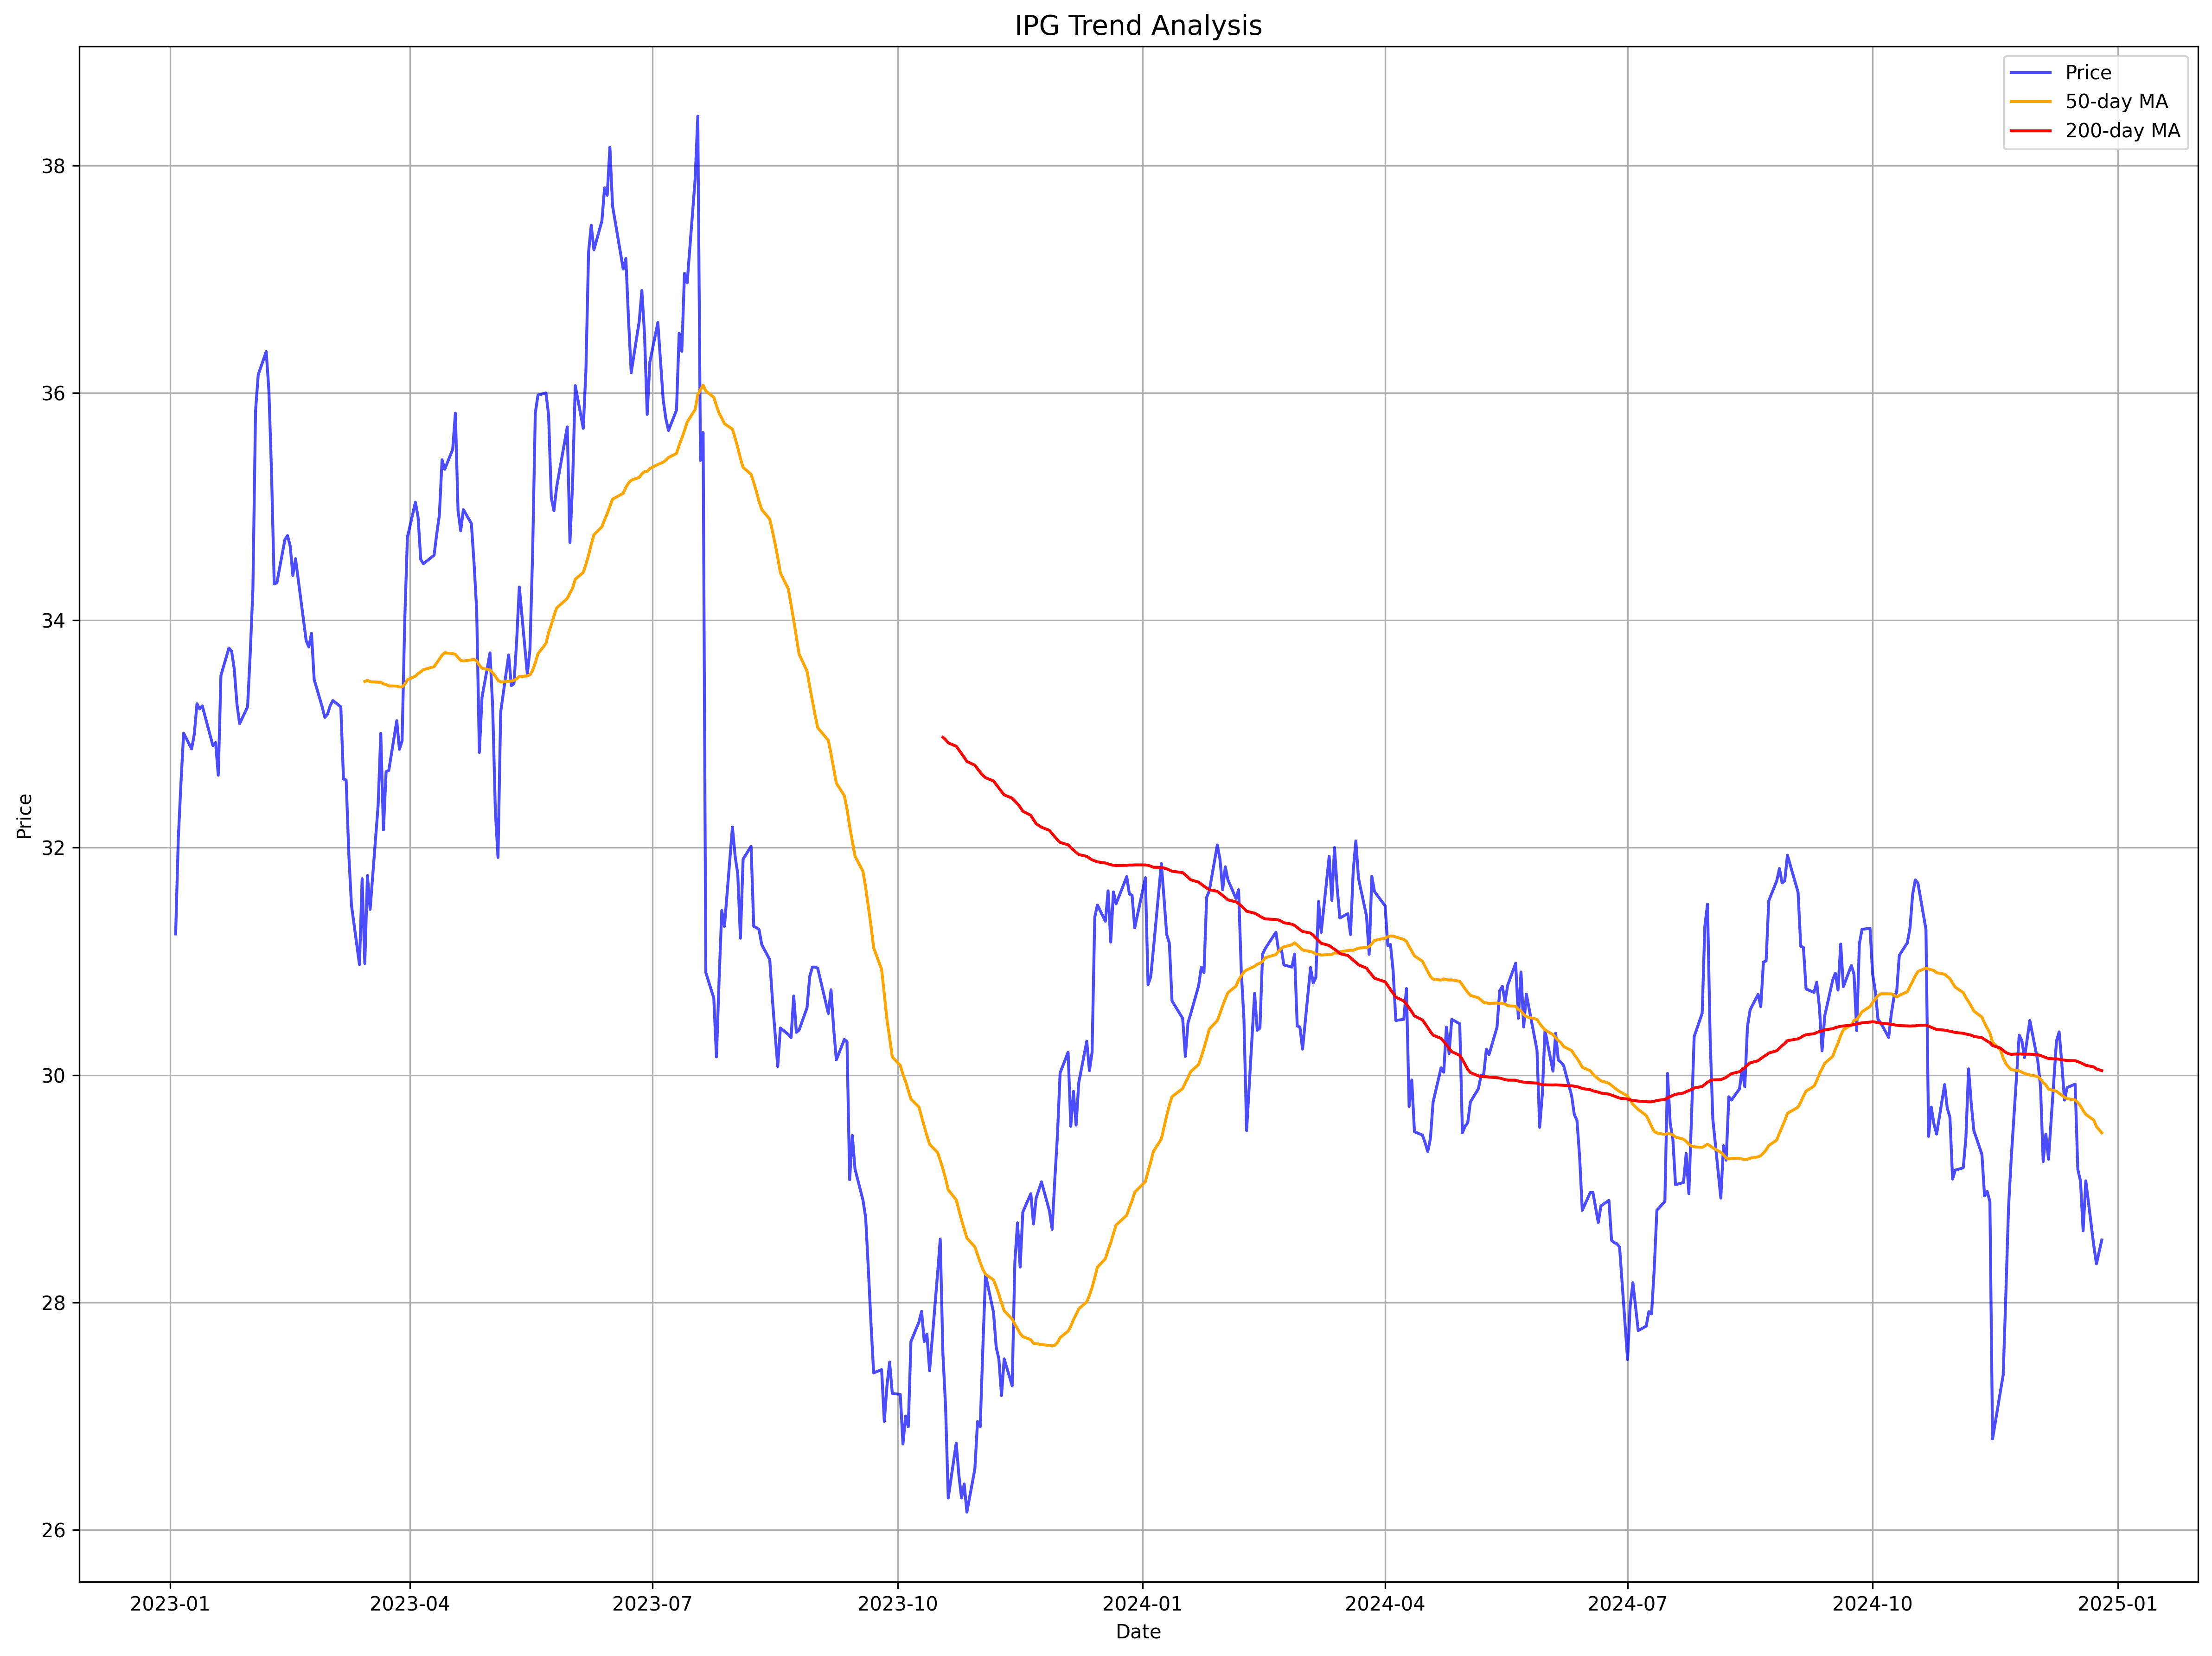 IPG Trend Analysis
Price
50-day MA
200-day MA
38
36
34
32
30
28
26
Price
2023-01
2023-04
2023-07
2023-10
2024-01
2024-04
2024-07
2024-10
2025-01
Date